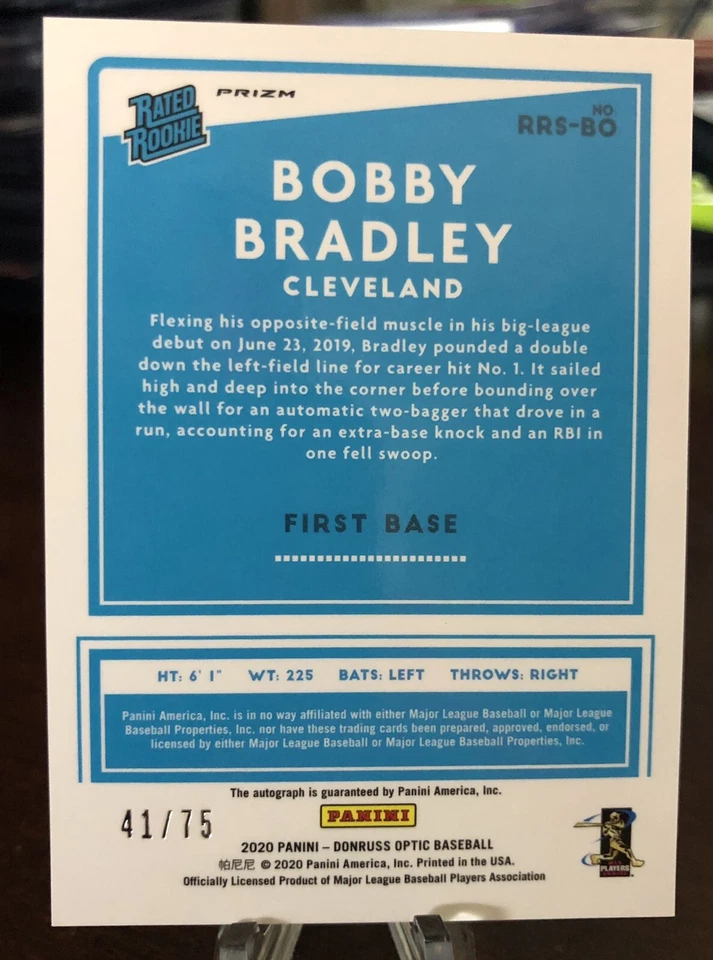 RATED
ROOKIE
PRIZM
NO.
RRS-BO
BOBBY
BRADLEY
CLEVELAND
Flexing his opposite-field muscle in his big-league
debut on June 23, 2019, Bradley pounded a double
down the left-field line for career hit No. 1. It sailed
high and deep into the corner before bounding over
the wall for an automatic two-bagger that drove in a
run, accounting for an extra-base knock and an RBI in
one fell swoop.
FIRST BASE
HT: 6' 1" WT: 225 BATS: LEFT THROWS: RIGHT
Panini America, Inc. is in no way affiliated with either Major League Baseball or Major League
Baseball Properties, Inc. nor have these trading cards been prepared, approved, endorsed, or
licensed by either Major League Baseball or Major League Baseball Properties, Inc.
The autograph is guaranteed by Panini America, Inc.
41/75
PANINI
2020 PANINI – DONRUSS OPTIC BASEBALL
帕尼尼 © 2020 Panini America, Inc. Printed in the USA.
Officially Licensed Product of Major League Baseball Players Association
PLAYERS